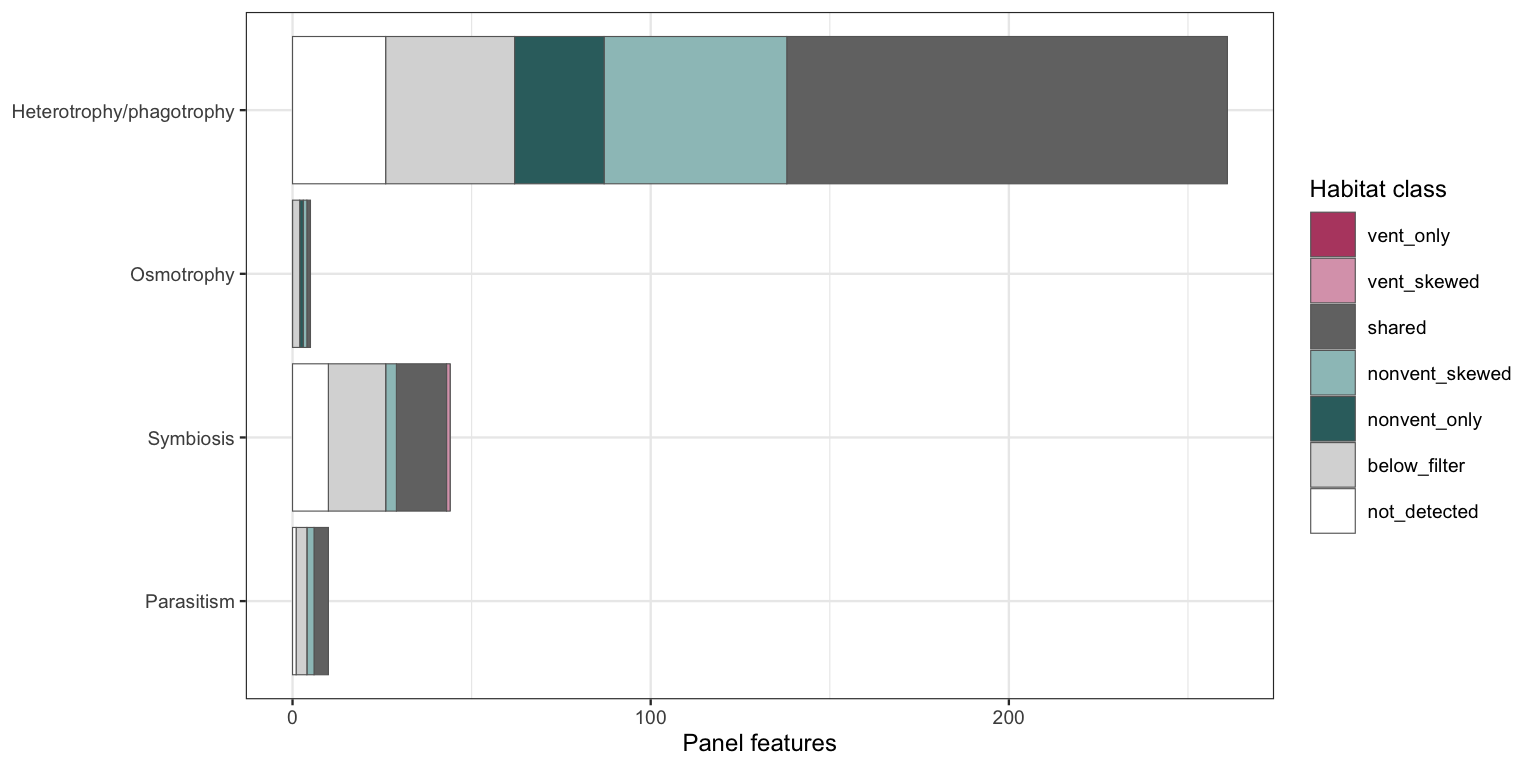 Heterotrophy/phagotrophy
Osmotrophy
Symbiosis
Parasitism
0
100
200
Panel features
Habitat class
vent_only
vent_skewed
shared
nonvent_skewed
nonvent_only
below_filter
not_detected